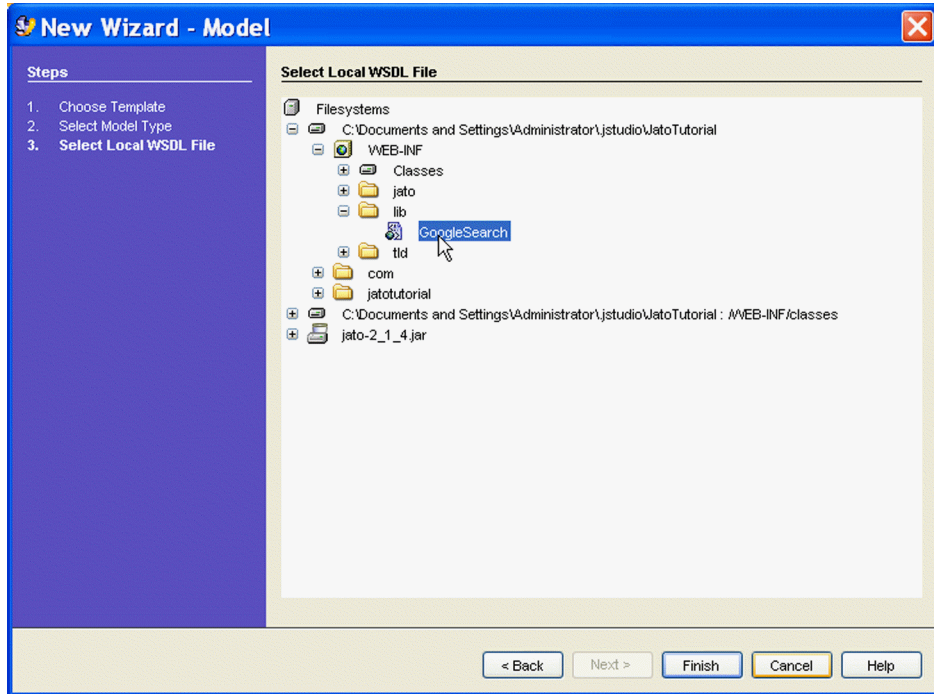 New Wizard - Model
Steps
1. Choose Template
2. Select Model Type
3. Select Local WSDL File
Select Local WSDL File
Filesystems
C:\Documents and Settings\Administrator\.jstudio\JatoTutorial
WEB-INF
Classes
jato
lib
GoogleSearch
tld
com
jatotutorial
C:\Documents and Settings\Administrator\.jstudio\JatoTutorial : /WEB-INF/classes
jato-2_1_4.jar
< Back Next > Finish Cancel Help